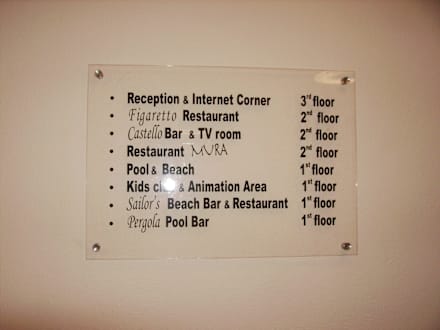 • Reception & Internet Corner 3rd floor
• Figaretto Restaurant 2nd floor
• Castello Bar & TV room 2nd floor
• Restaurant MURA 2nd floor
• Pool & Beach 1st floor
• Kids club & Animation Area 1st floor
• Sailor's Beach Bar & Restaurant 1st floor
• Pergola Pool Bar 1st floor